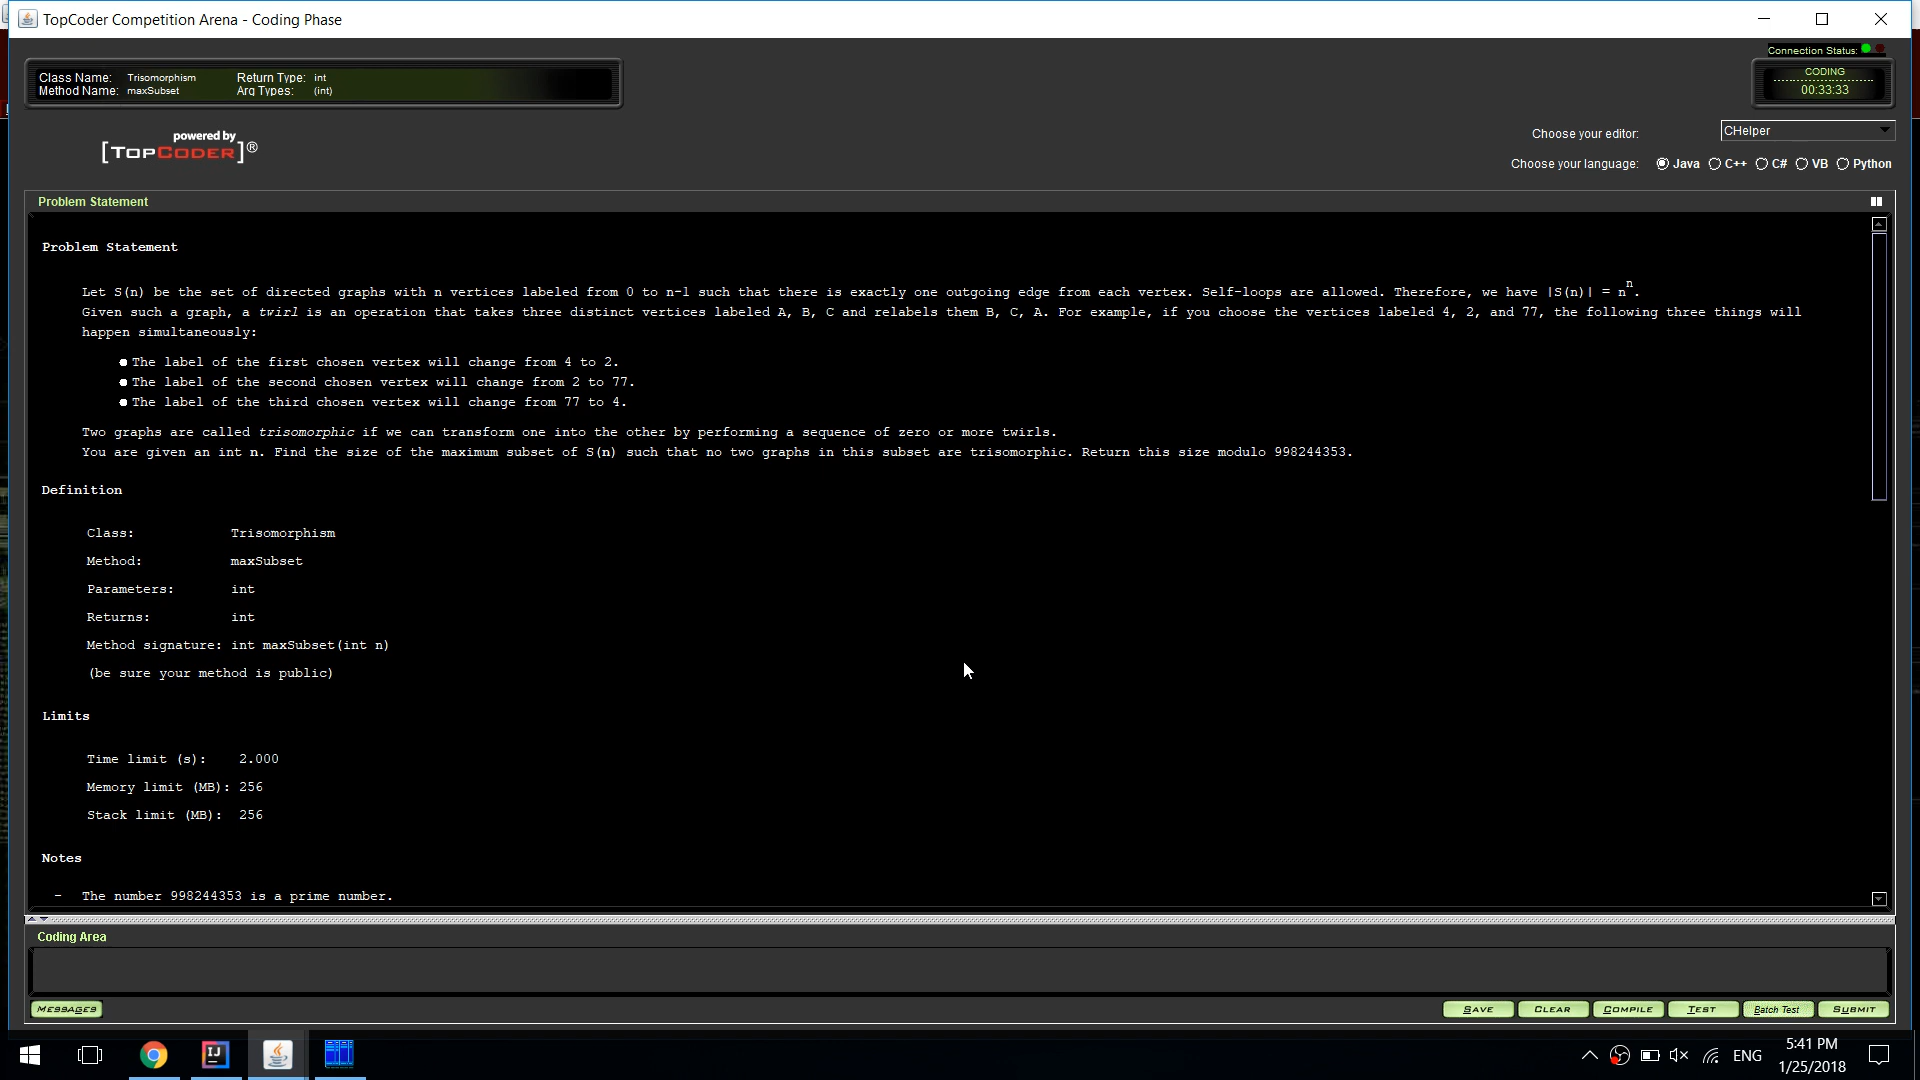 TopCoder Competition Arena - Coding Phase
Connection Status:
Class Name: Trisomorphism Return Type: int
Method Name: maxSubset Arg Types: (int)
CODING
00:33:33
powered by
[TOPCODER]®
Choose your editor: CHelper
Choose your language: Java C++ C# VB Python
Problem Statement
Problem Statement
Let S(n) be the set of directed graphs with n vertices labeled from 0 to n-1 such that there is exactly one outgoing edge from each vertex. Self-loops are allowed. Therefore, we have |S(n)| = nⁿ.
Given such a graph, a twirl is an operation that takes three distinct vertices labeled A, B, C and relabels them B, C, A. For example, if you choose the vertices labeled 4, 2, and 77, the following three things will
happen simultaneously:
● The label of the first chosen vertex will change from 4 to 2.
● The label of the second chosen vertex will change from 2 to 77.
● The label of the third chosen vertex will change from 77 to 4.
Two graphs are called trisomorphic if we can transform one into the other by performing a sequence of zero or more twirls.
You are given an int n. Find the size of the maximum subset of S(n) such that no two graphs in this subset are trisomorphic. Return this size modulo 998244353.
Definition
Class: Trisomorphism
Method: maxSubset
Parameters: int
Returns: int
Method signature: int maxSubset(int n)
(be sure your method is public)
Limits
Time limit (s): 2.000
Memory limit (MB): 256
Stack limit (MB): 256
Notes
- The number 998244353 is a prime number.
Coding Area
MESSAGES
SAVE CLEAR COMPILE TEST Batch Test SUBMIT
IJ
ENG
5:41 PM
1/25/2018